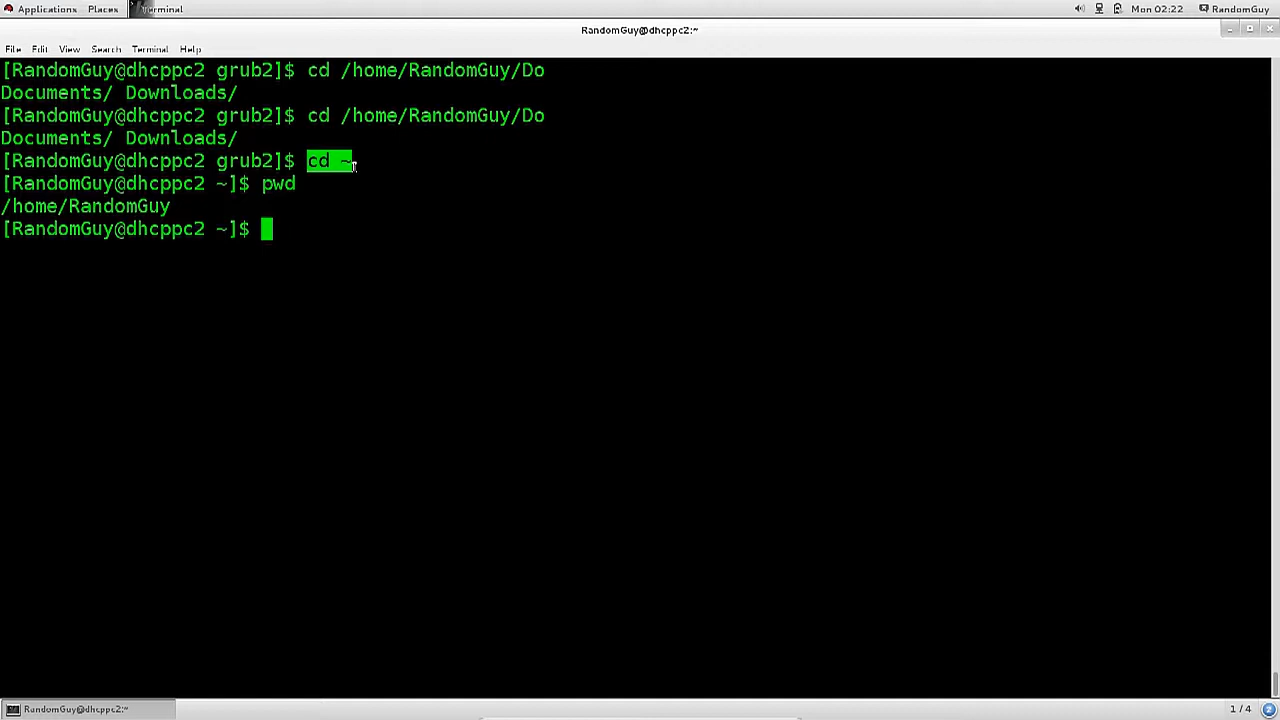 Applications Places Terminal Mon 02:22 RandomGuy
RandomGuy@dhcppc2:~
File Edit View Search Terminal Help
[RandomGuy@dhcppc2 grub2]$ cd /home/RandomGuy/Do
Documents/ Downloads/
[RandomGuy@dhcppc2 grub2]$ cd /home/RandomGuy/Do
Documents/ Downloads/
[RandomGuy@dhcppc2 grub2]$ cd ~
[RandomGuy@dhcppc2 ~]$ pwd
/home/RandomGuy
[RandomGuy@dhcppc2 ~]$
RandomGuy@dhcppc2:~ 1 / 4 2